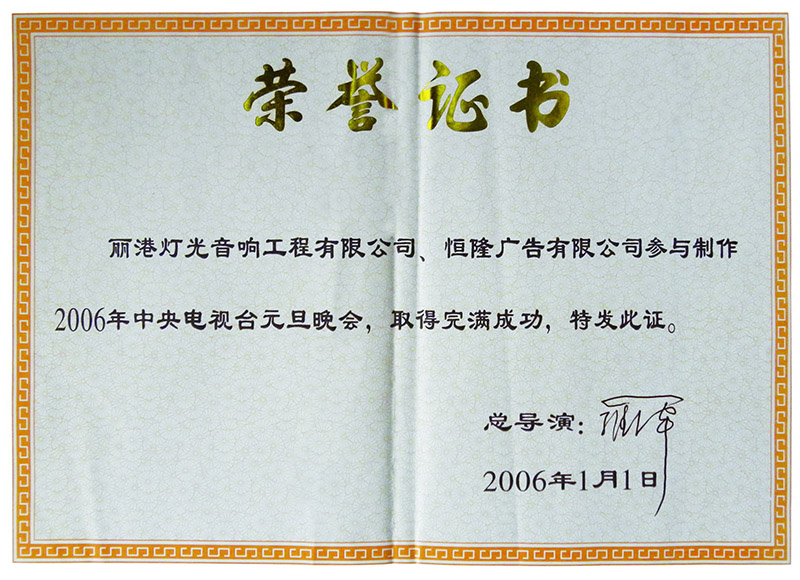 荣誉证书
丽港灯光音响工程有限公司、恒隆广告有限公司参与制作
2006年中央电视台元旦晚会，取得完满成功，特发此证。
总导演：
2006年1月1日